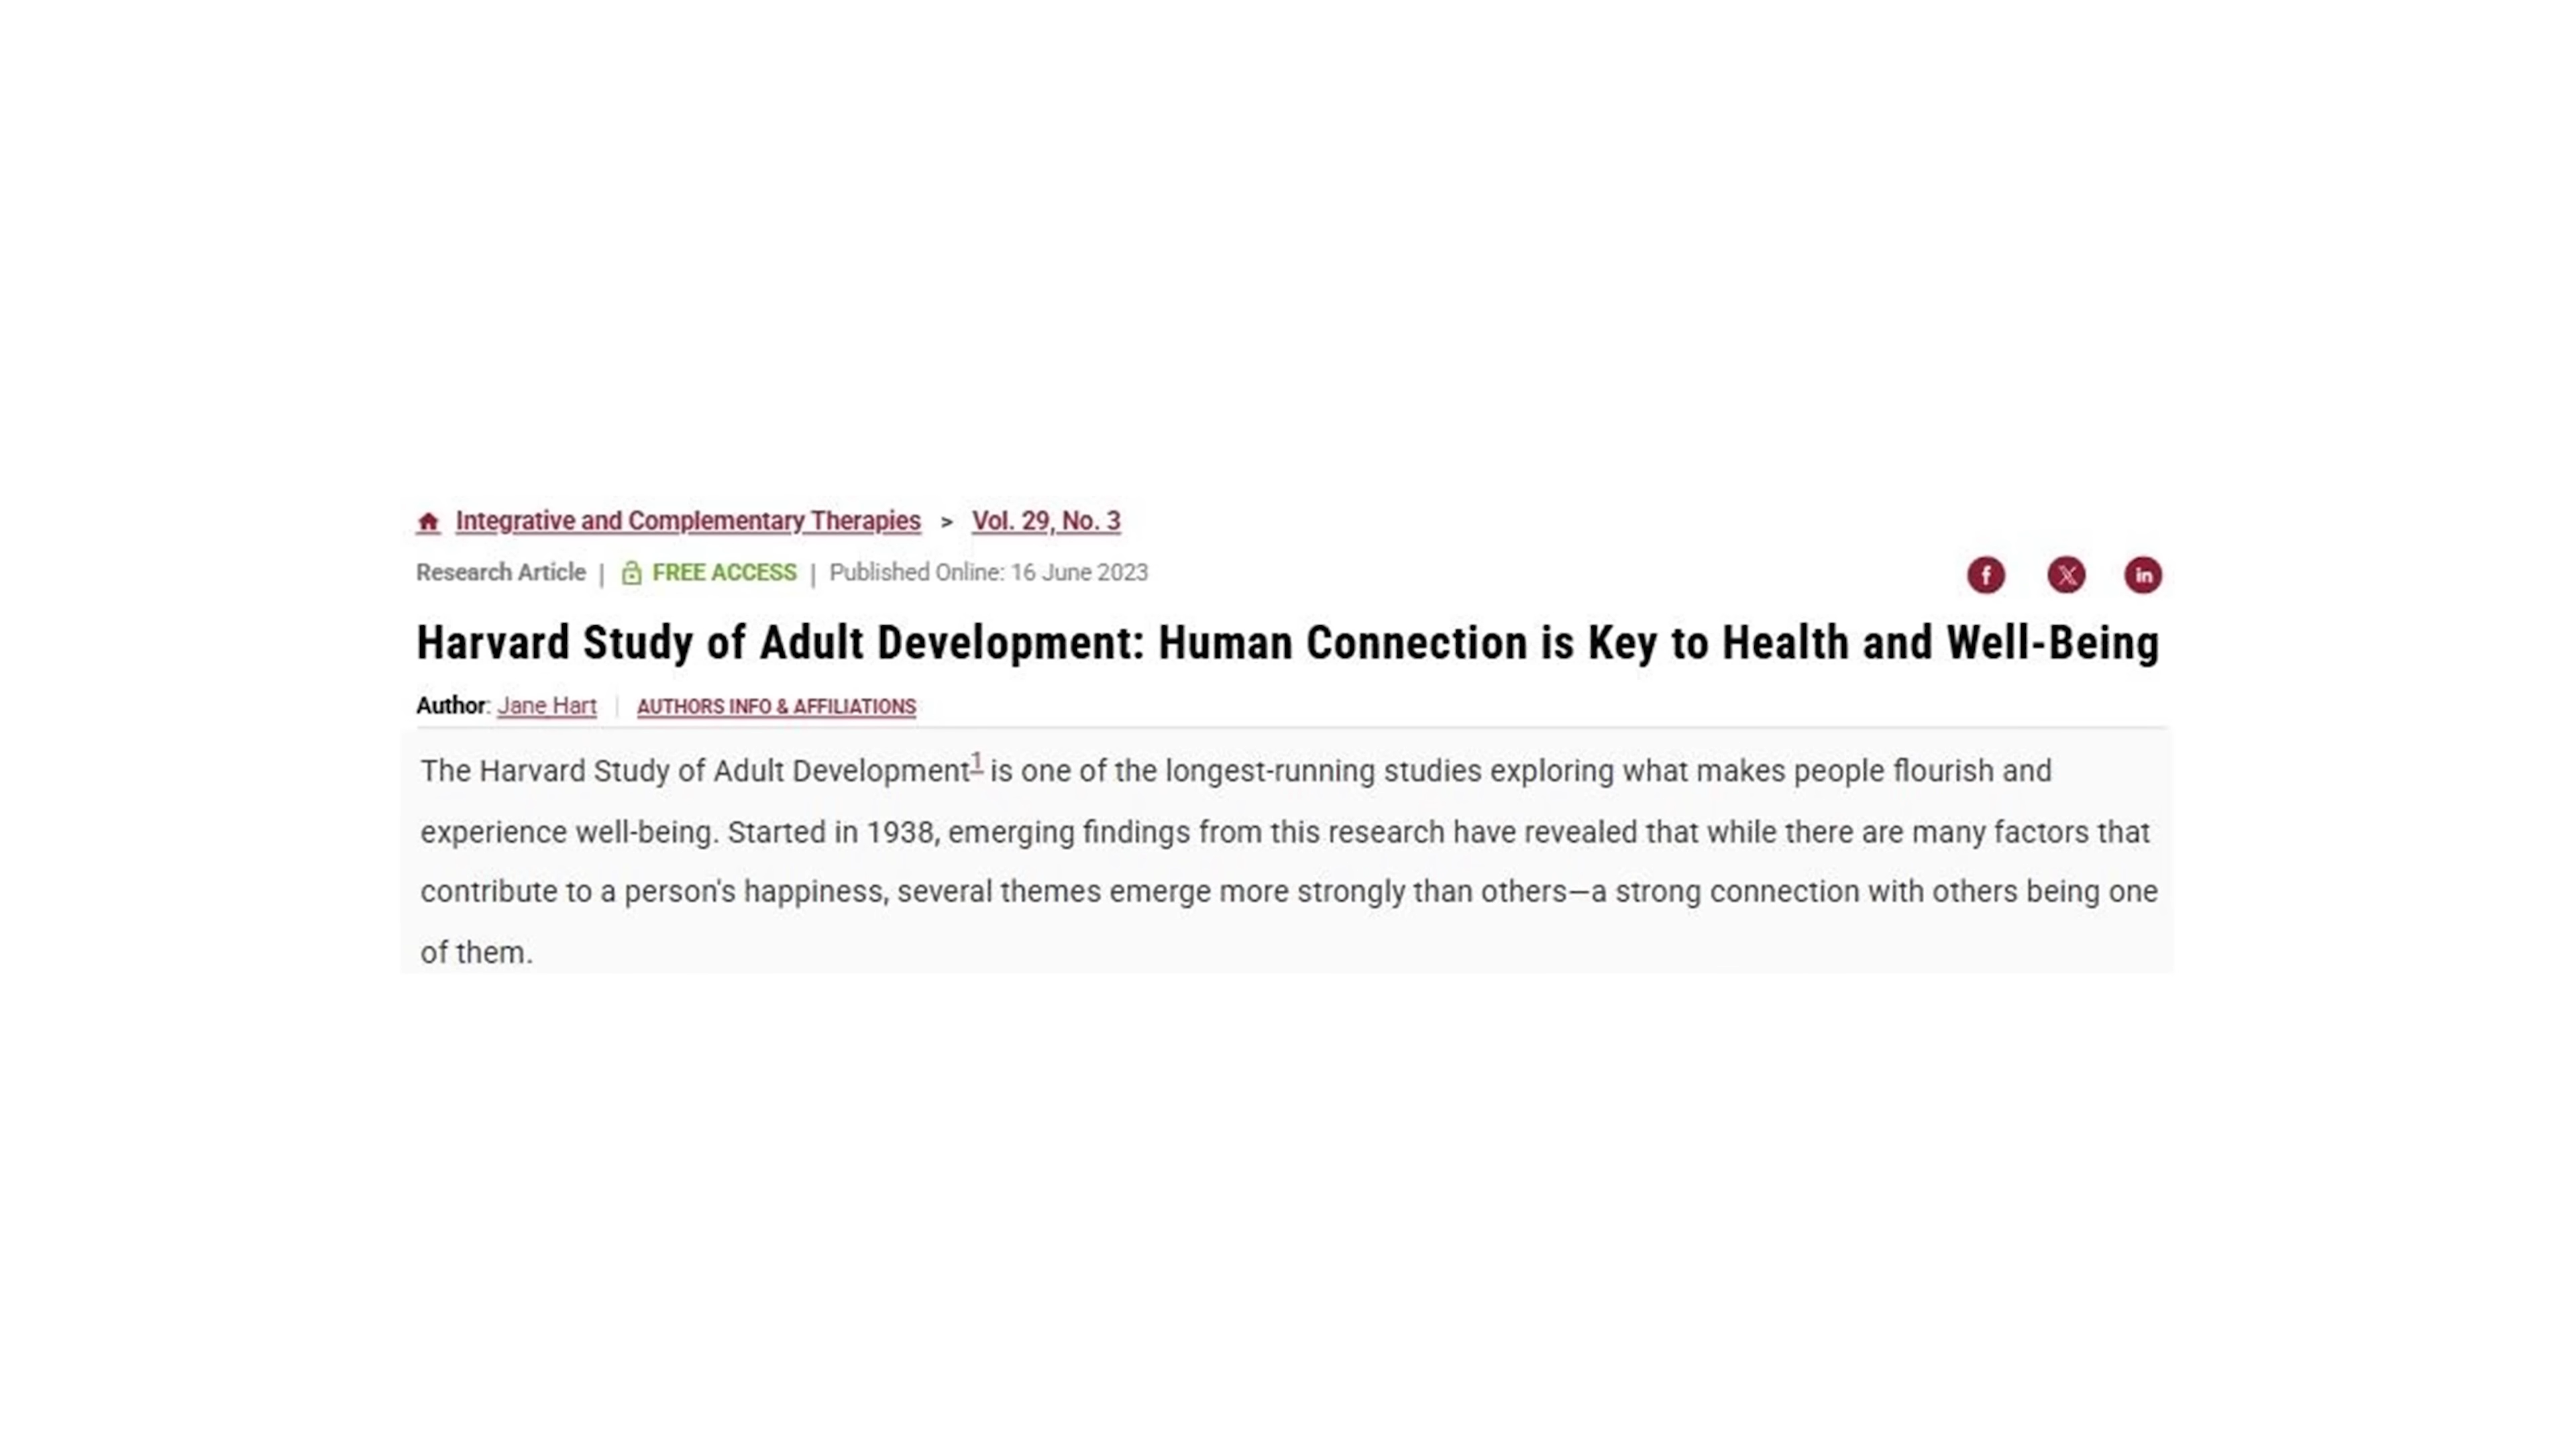 Integrative and Complementary Therapies > Vol. 29, No. 3
Research Article | FREE ACCESS | Published Online: 16 June 2023
f X in
Harvard Study of Adult Development: Human Connection is Key to Health and Well-Being
Author: Jane Hart | AUTHORS INFO & AFFILIATIONS
The Harvard Study of Adult Development1 is one of the longest-running studies exploring what makes people flourish and
experience well-being. Started in 1938, emerging findings from this research have revealed that while there are many factors that
contribute to a person's happiness, several themes emerge more strongly than others—a strong connection with others being one
of them.